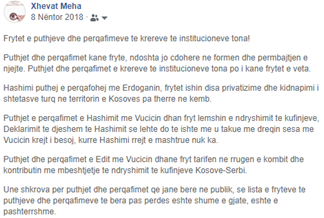 Xhevat Meha
8 Nëntor 2018 ·
Frytet e puthjeve dhe perqafimeve te krereve te institucioneve tona!
Puthjet dhe perqafimet kane fryte, ndoshta jo cdohere ne formen dhe permbajtjen e
njejte. Puthjet dhe perqafimet e krereve te institucioneve tona po i kane frytet e veta.
Hashimi puthej e perqafohej me Erdoganin, frytet ishin disa privatizime dhe kidnapimi i
shtetasve turq ne territorin e Kosoves pa therre ne kemb.
Puthjet e perqafimet e Hashimit me Vucicin dhan fryt lemshin e ndryshimit te kufinjeve,
Deklarimit te djeshem te Hashimit se lehte do te ishte me u takue me dreqin sesa me
Vucicin krejt i besoj, kurre Hashimi rrejt e mashtrue nuk ka.
Puthjet dhe perqafimet e Edit me Vucicin dhane fryt tarifen ne rrugen e kombit dhe
kontributin me mbeshtjetje te ndryshimit te kufinjeve Kosove-Serbi.
Une shkrova per puthjet dhe perqafimet qe jane bere ne publik, se lista e fryteve te
puthjeve dhe perqafimeve te bera pas perdes eshte shume e gjate, eshte e
pashterrshme.